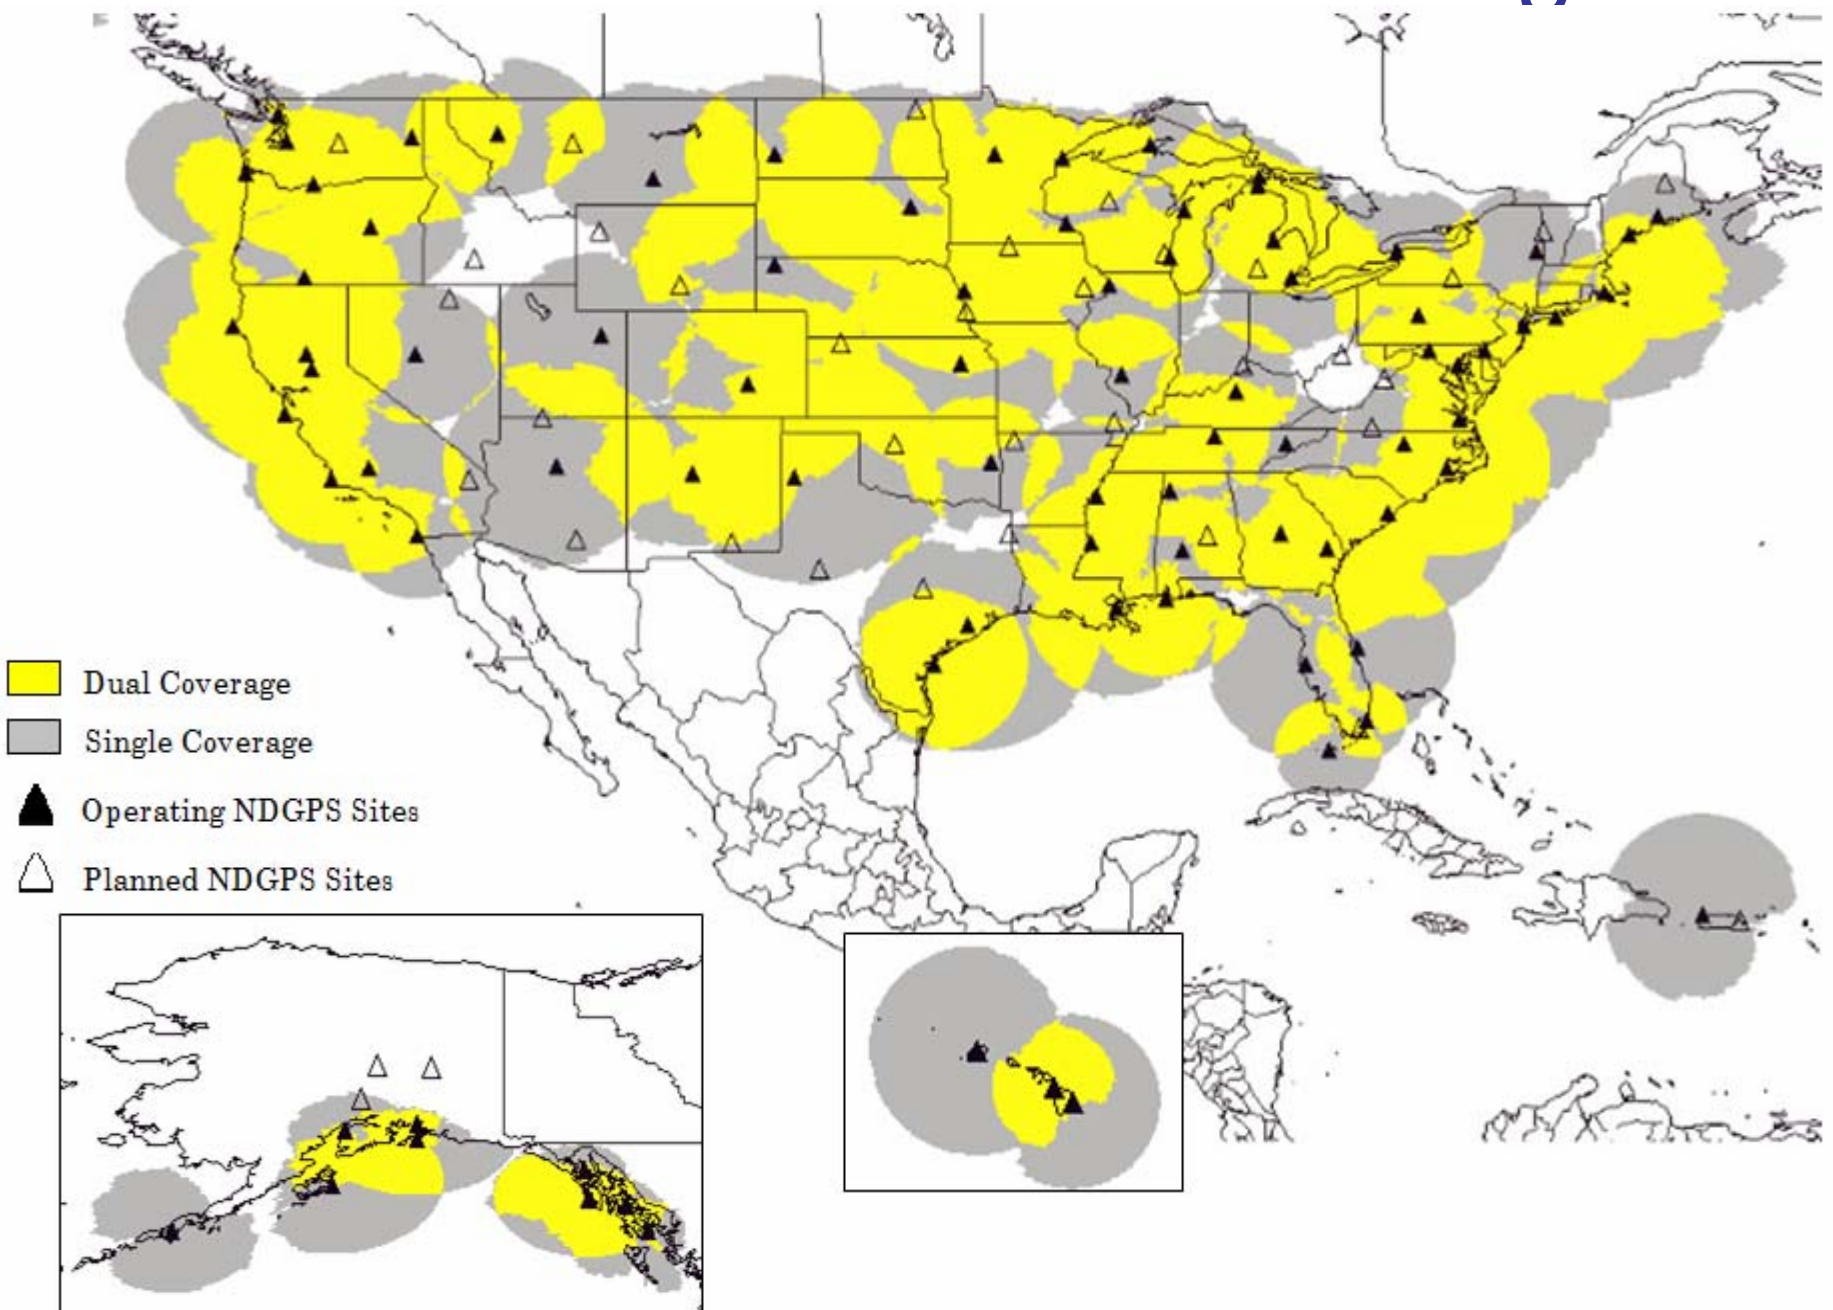 Dual Coverage
Single Coverage
Operating NDGPS Sites
Planned NDGPS Sites